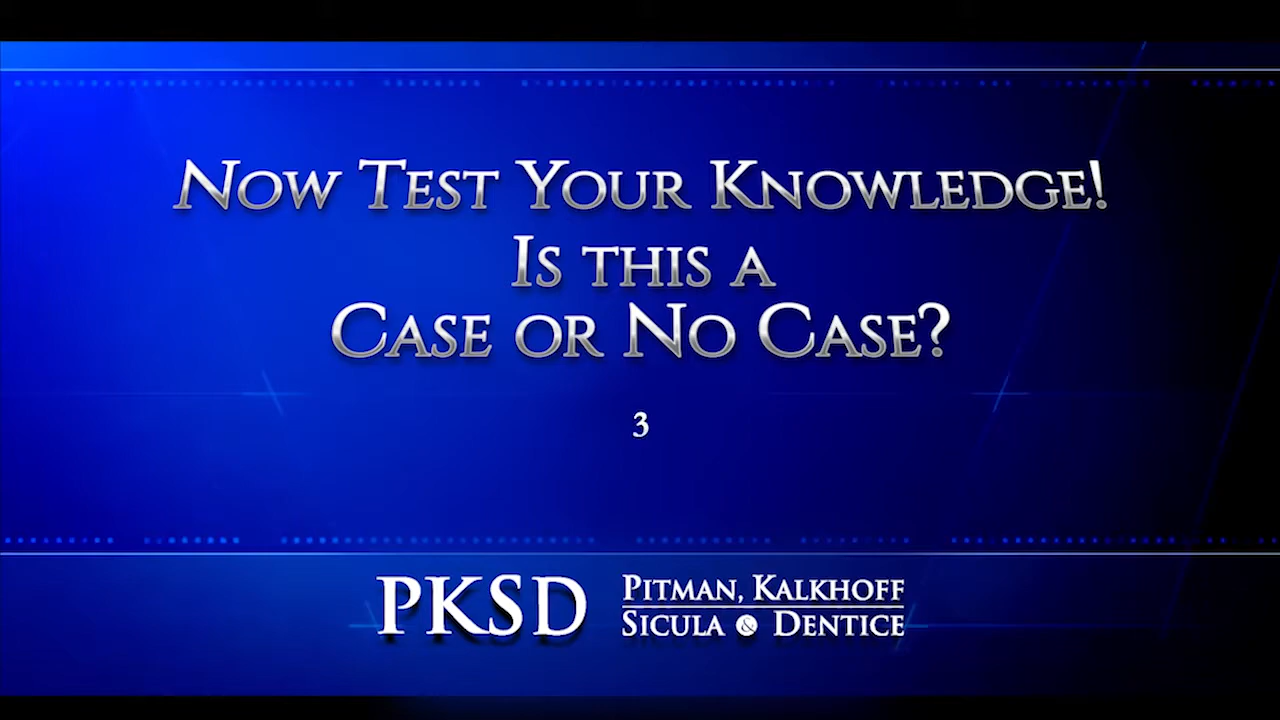 Now Test Your Knowledge!
Is this a
Case or No Case?
3
PKSD
Pitman, Kalkhoff
Sicula & Dentice